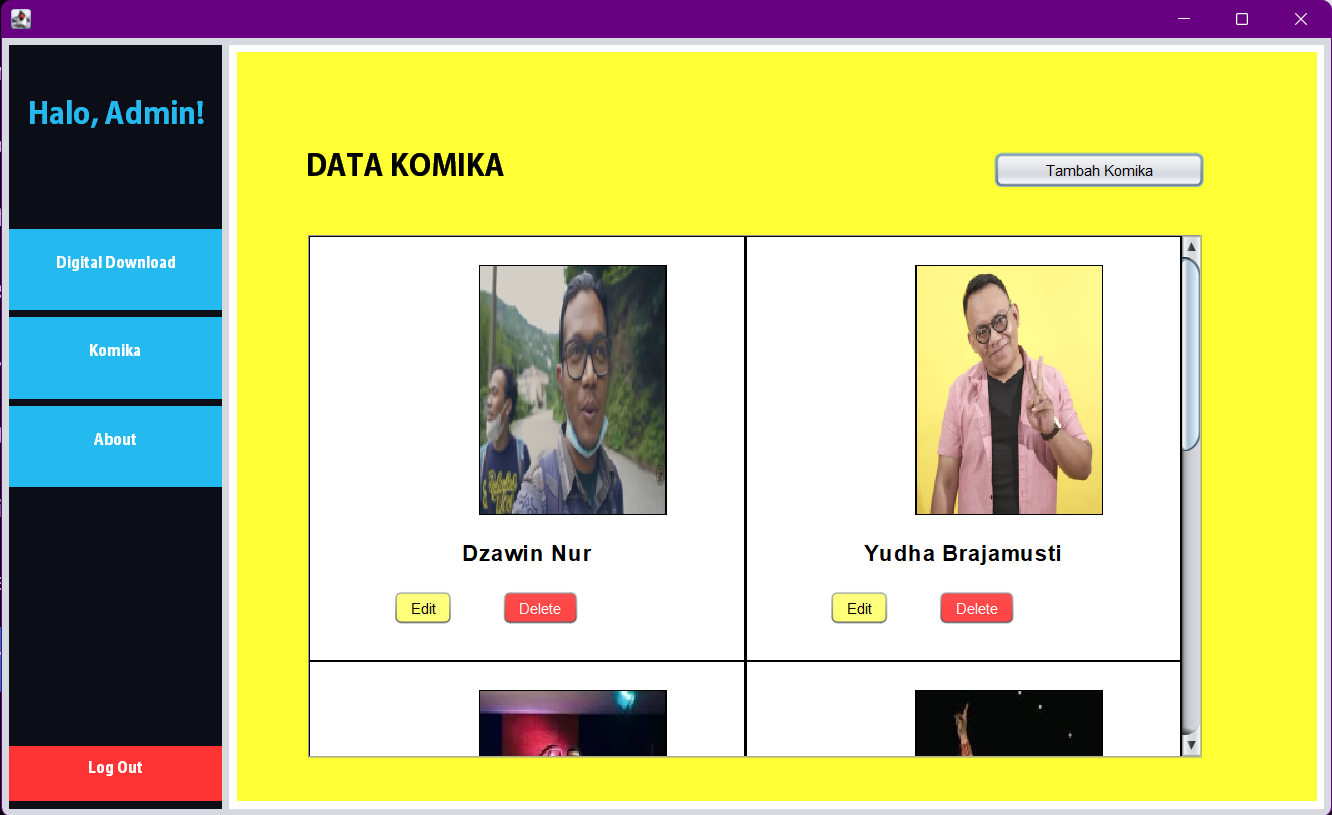 Halo, Admin!
Digital Download
Komika
About
Log Out
DATA KOMIKA
Tambah Komika
Dzawin Nur
Edit
Delete
Yudha Brajamusti
Edit
Delete